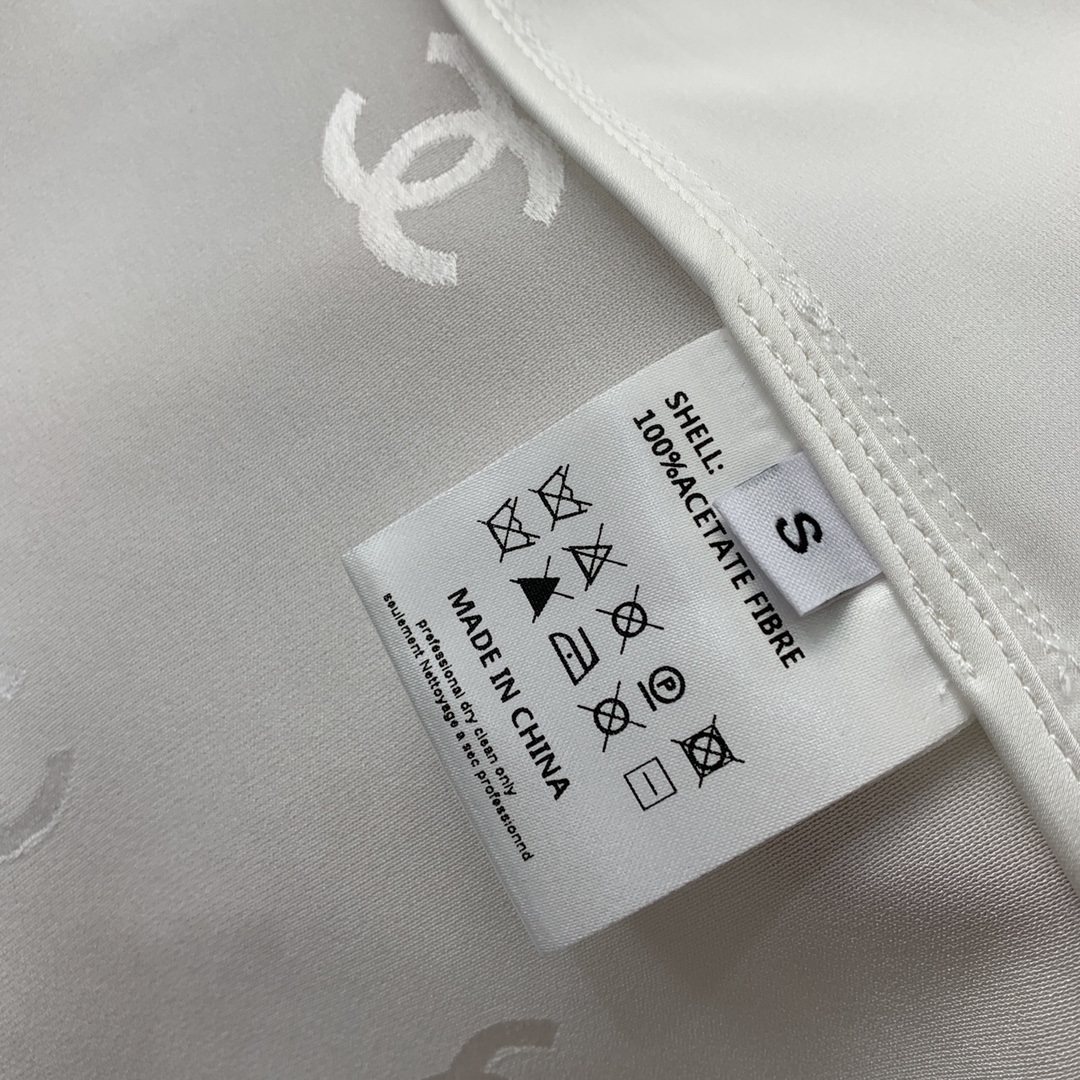 SHELL:
100%ACETATE FIBRE
S
P
MADE IN CHINA
professional dry clean only
seulement Nettoyage a sec professionnd